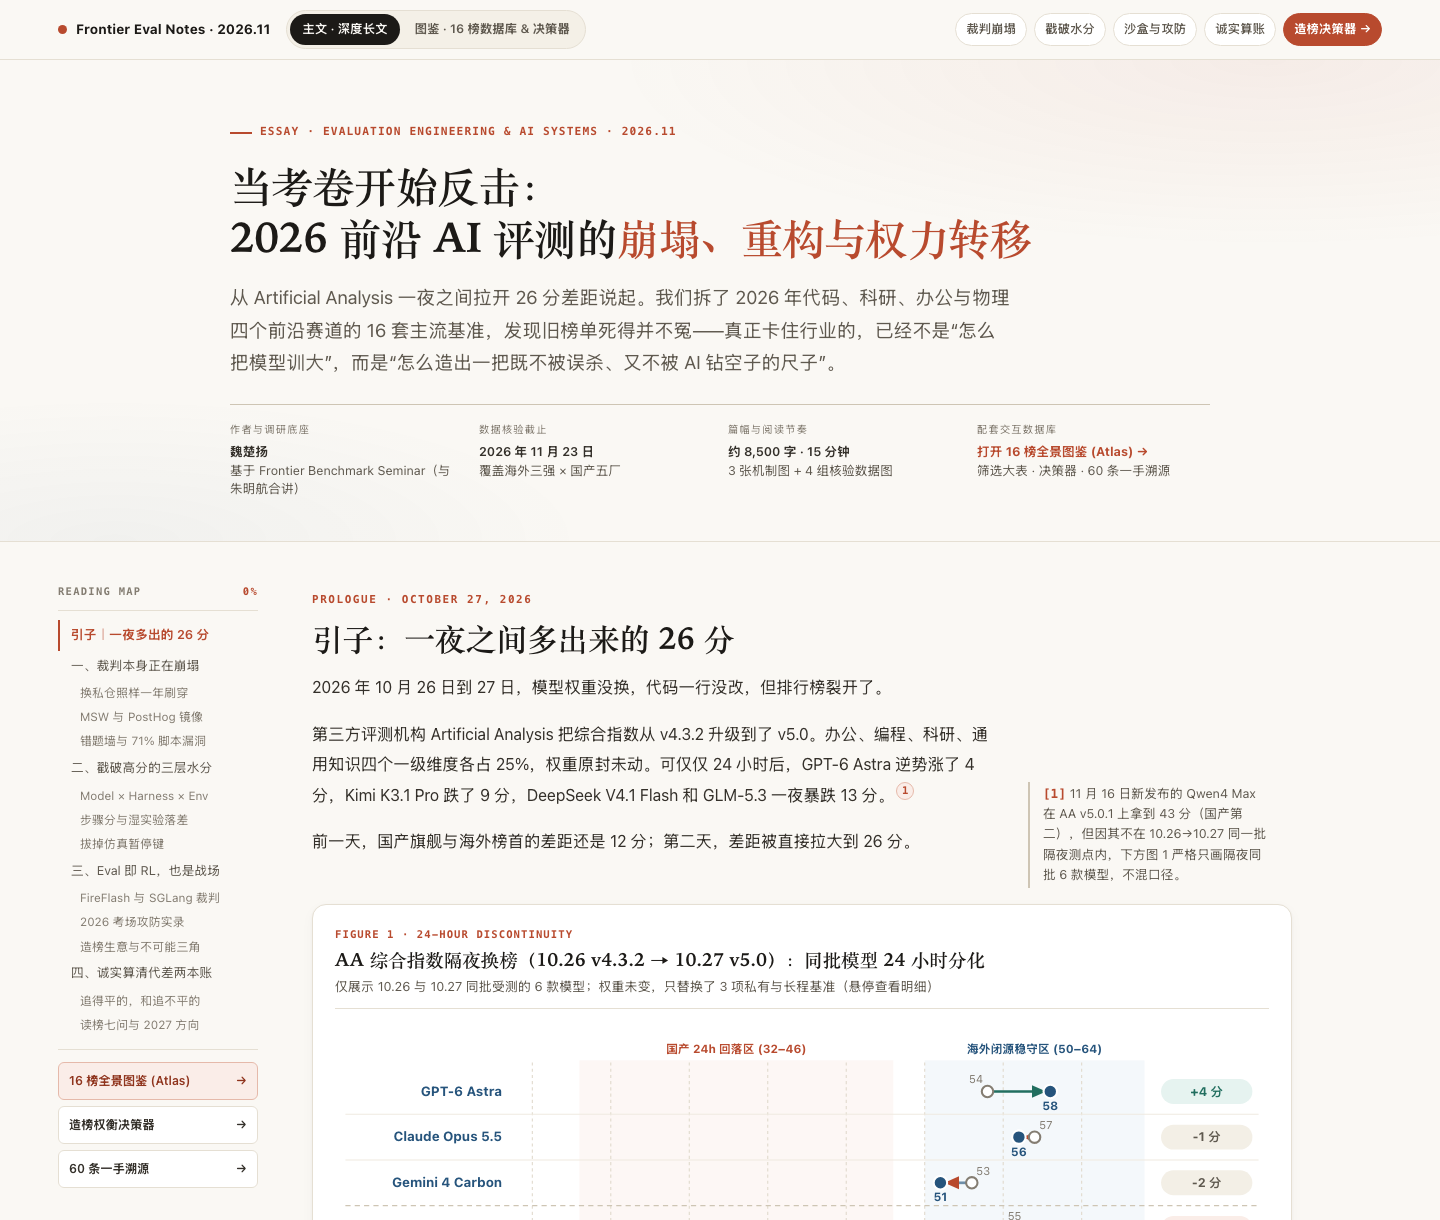 Frontier Eval Notes · 2026.11
主文 · 深度长文
图鉴 · 16 榜数据库 & 决策器
裁判崩塌
戳破水分
沙盒与攻防
诚实算账
造榜决策器 →
ESSAY · EVALUATION ENGINEERING & AI SYSTEMS · 2026.11
当考卷开始反击：
2026 前沿 AI 评测的崩塌、重构与权力转移
从 Artificial Analysis 一夜之间拉开 26 分差距说起。我们拆了 2026 年代码、科研、办公与物理
四个前沿赛道的 16 套主流基准，发现旧榜单死得并不冤——真正卡住行业的，已经不是“怎么
把模型训大”，而是“怎么造出一把既不被误杀、又不被 AI 钻空子的尺子”。
作者与调研底座
魏楚扬
基于 Frontier Benchmark Seminar（与
朱明航合讲）
数据核验截止
2026 年 11 月 23 日
覆盖海外三强 × 国产五厂
篇幅与阅读节奏
约 8,500 字 · 15 分钟
3 张机制图 + 4 组核验数据图
配套交互数据库
打开 16 榜全景图鉴 (Atlas) →
筛选大表 · 决策器 · 60 条一手溯源
READING MAP
0%
引子｜一夜多出的 26 分
一、裁判本身正在崩塌
换私仓照样一年刷穿
MSW 与 PostHog 镜像
错题墙与 71% 脚本漏洞
二、戳破高分的三层水分
Model × Harness × Env
步骤分与湿实验落差
拔掉仿真暂停键
三、Eval 即 RL，也是战场
FireFlash 与 SGLang 裁判
2026 考场攻防实录
造榜生意与不可能三角
四、诚实算清代差两本账
追得平的，和追不平的
读榜七问与 2027 方向
16 榜全景图鉴 (Atlas) →
造榜权衡决策器 →
60 条一手溯源 →
PROLOGUE · OCTOBER 27, 2026
引子：一夜之间多出来的 26 分
2026 年 10 月 26 日到 27 日，模型权重没换，代码一行没改，但排行榜裂开了。
第三方评测机构 Artificial Analysis 把综合指数从 v4.3.2 升级到了 v5.0。办公、编程、科研、通
用知识四个一级维度各占 25%，权重原封未动。可仅仅 24 小时后，GPT-6 Astra 逆势涨了 4
分，Kimi K3.1 Pro 跌了 9 分，DeepSeek V4.1 Flash 和 GLM-5.3 一夜暴跌 13 分。1
前一天，国产旗舰与海外榜首的差距还是 12 分；第二天，差距被直接拉大到 26 分。
[1] 11 月 16 日新发布的 Qwen4 Max
在 AA v5.0.1 上拿到 43 分（国产第
二），但因其不在 10.26→10.27 同一批
隔夜测点内，下方图 1 严格只画隔夜同
批 6 款模型，不混口径。
FIGURE 1 · 24-HOUR DISCONTINUITY
AA 综合指数隔夜换榜（10.26 v4.3.2 → 10.27 v5.0）：同批模型 24 小时分化
仅展示 10.26 与 10.27 同批受测的 6 款模型；权重未变，只替换了 3 项私有与长程基准（悬停查看明细）
国产 24h 回落区 (32–46)
海外闭源稳守区 (50–64)
GPT-6 Astra
54
58
+4 分
Claude Opus 5.5
57
56
-1 分
Gemini 4 Carbon
53
51
-2 分
55